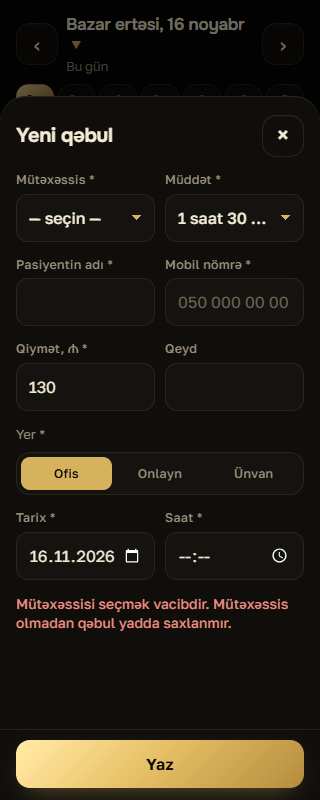 Bazar ertəsi, 16 noyabr
▼
Bu gün
Yeni qəbul
×
Mütəxəssis *
Müddət *
— seçin —
1 saat 30 ...
Pasiyentin adı *
Mobil nömrə *
050 000 00 00
Qiymət, ₼ *
Qeyd
130
Yer *
Ofis
Onlayn
Ünvan
Tarix *
Saat *
16.11.2026
--:--
Mütəxəssisi seçmək vacibdir. Mütəxəssis
olmadan qəbul yadda saxlanmır.
Yaz